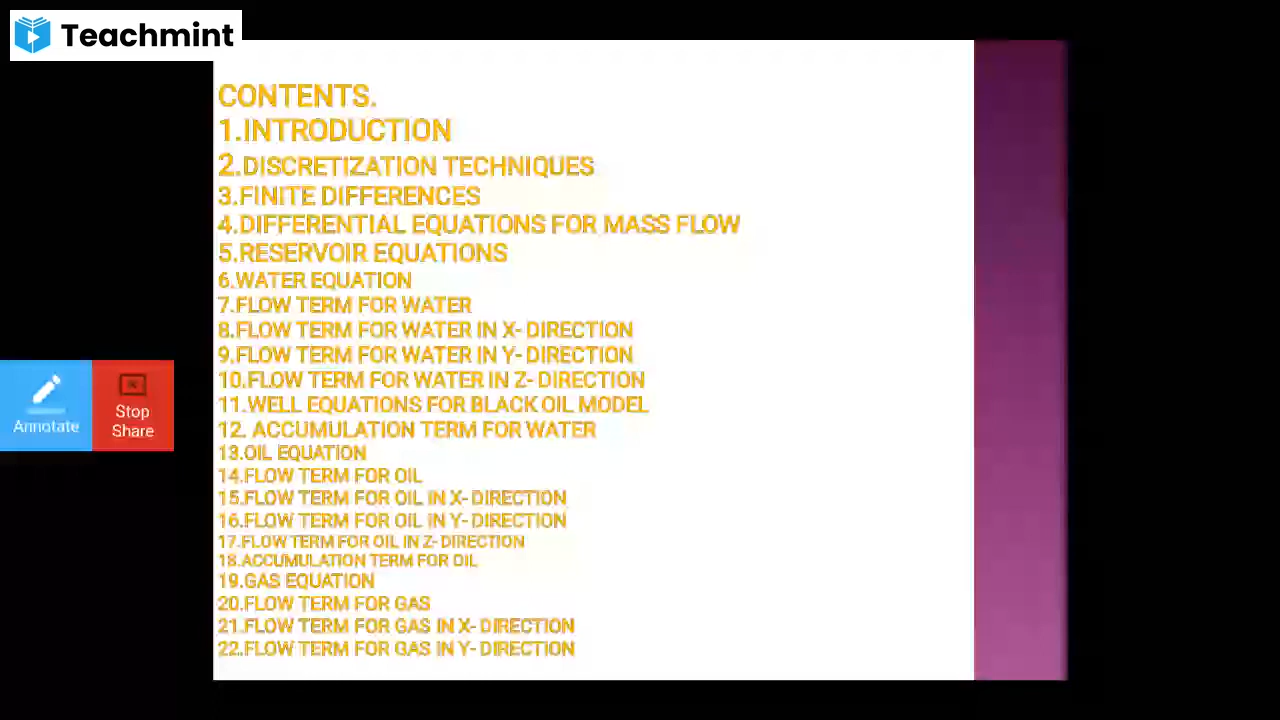 Teachmint
CONTENTS.
1.INTRODUCTION
2.DISCRETIZATION TECHNIQUES
3.FINITE DIFFERENCES
4.DIFFERENTIAL EQUATIONS FOR MASS FLOW
5.RESERVOIR EQUATIONS
6.WATER EQUATION
7.FLOW TERM FOR WATER
8.FLOW TERM FOR WATER IN X- DIRECTION
9.FLOW TERM FOR WATER IN Y- DIRECTION
10.FLOW TERM FOR WATER IN Z- DIRECTION
11.WELL EQUATIONS FOR BLACK OIL MODEL
12. ACCUMULATION TERM FOR WATER
13.OIL EQUATION
14.FLOW TERM FOR OIL
15.FLOW TERM FOR OIL IN X- DIRECTION
16.FLOW TERM FOR OIL IN Y- DIRECTION
17.FLOW TERM FOR OIL IN Z- DIRECTION
18.ACCUMULATION TERM FOR OIL
19.GAS EQUATION
20.FLOW TERM FOR GAS
21.FLOW TERM FOR GAS IN X- DIRECTION
22.FLOW TERM FOR GAS IN Y- DIRECTION
Annotate
Stop
Share